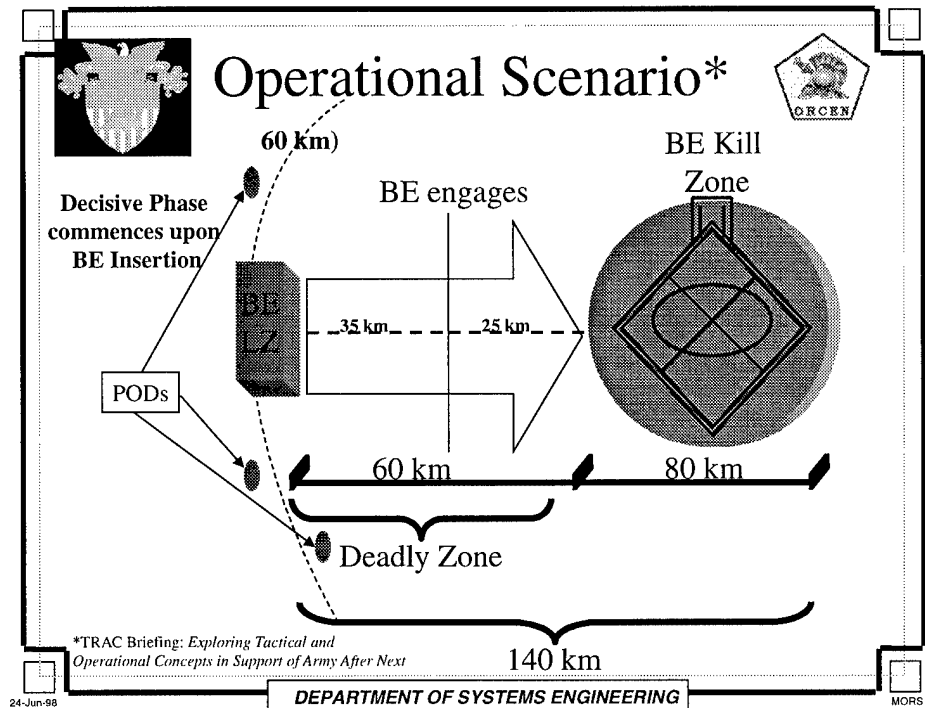 Operational Scenario*
ORCEN
60 km)
BE Kill
Zone
Decisive Phase
commences upon
BE Insertion
BE engages
BE
LZ
35 km
25 km
PODs
60 km
80 km
Deadly Zone
140 km
*TRAC Briefing: Exploring Tactical and
Operational Concepts in Support of Army After Next
24-Jun-98
DEPARTMENT OF SYSTEMS ENGINEERING
MORS